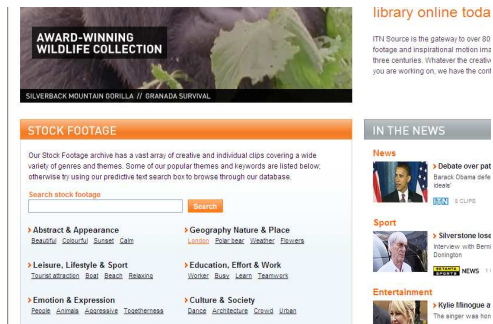 library online toda
AWARD-WINNING
WILDLIFE COLLECTION
ITN Source is the gateway to over 80
footage and inspirational motion ima
three centuries. Whatever the creativ
you are working on, we have the cont
SILVERBACK MOUNTAIN GORILLA // GRANADA SURVIVAL
STOCK FOOTAGE
Our Stock Footage archive has a vast array of creative and individual clips covering a wide
variety of genres and themes. Some of our popular themes and keywords are listed below;
otherwise try using our predictive text search box to browse through our database.
Search stock footage
Search
Abstract & Appearance
Beautiful Colourful Sunset Calm
Geography Nature & Place
London Polar bear Weather Flowers
Leisure, Lifestyle & Sport
Tourist attraction Boat Beach Relaxing
Education, Effort & Work
Worker Busy Learn Teamwork
Emotion & Expression
People Animals Aggressive Togetherness
Culture & Society
Dance Architecture Crowd Urban
IN THE NEWS
News
Debate over pat
Barack Obama defe
ideals'
ITN 8 CLIPS
Sport
Silverstone lose
Interview with Berni
Donington
NEWS
Entertainment
Kylie Minogue a
The singer was hon